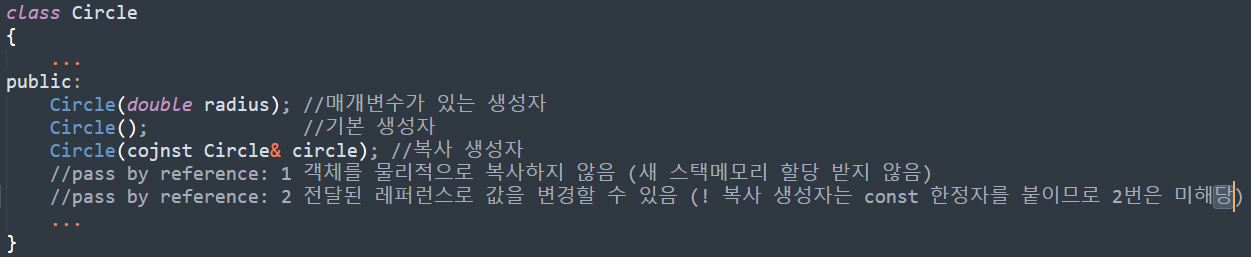 class Circle
{
...
public:
Circle(double radius); //매개변수가 있는 생성자
Circle(); //기본 생성자
Circle(cojnst Circle& circle); //복사 생성자
//pass by reference: 1 객체를 물리적으로 복사하지 않음 (새 스택메모리 할당 받지 않음)
//pass by reference: 2 전달된 레퍼런스로 값을 변경할 수 있음 (! 복사 생성자는 const 한정자를 붙이므로 2번은 미해당)
...
}